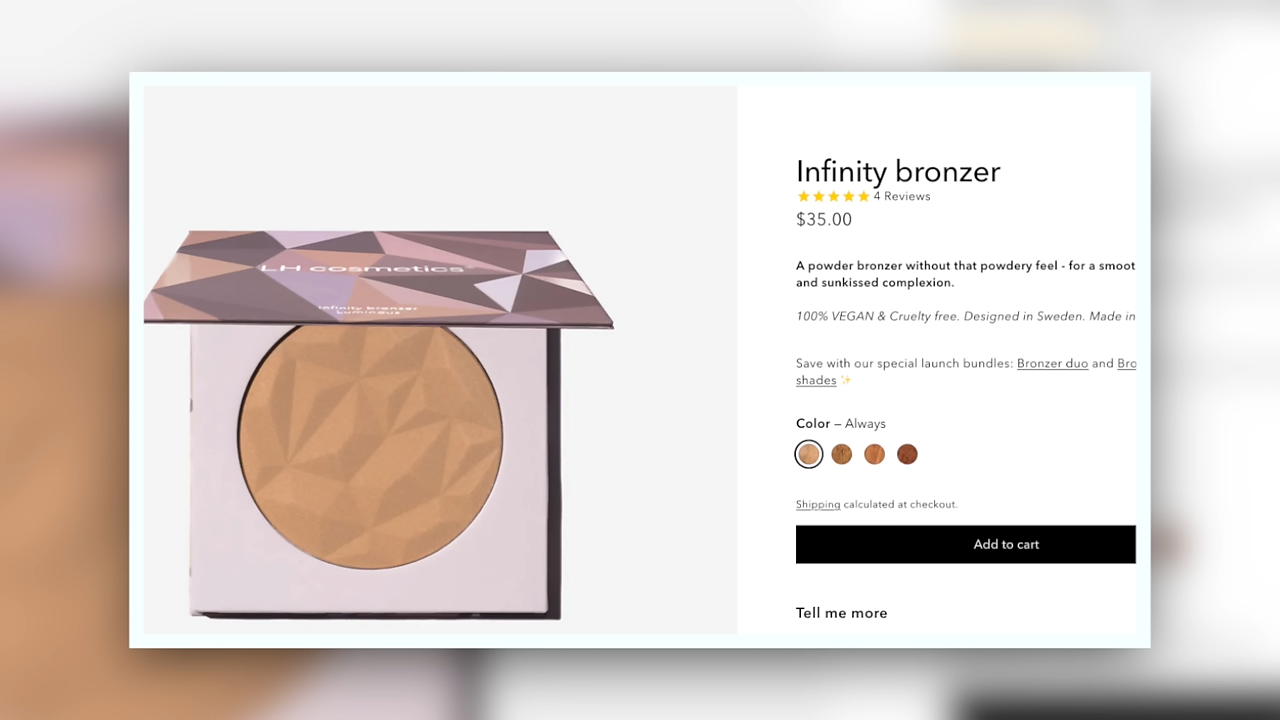 LH cosmetics
Infinity bronzer
Luminous
Infinity bronzer
4 Reviews
$35.00
A powder bronzer without that powdery feel - for a smoot
and sunkissed complexion.
100% VEGAN & Cruelty free. Designed in Sweden. Made in
Save with our special launch bundles: Bronzer duo and Bro
shades ✨
Color – Always
Shipping calculated at checkout.
Add to cart
Tell me more